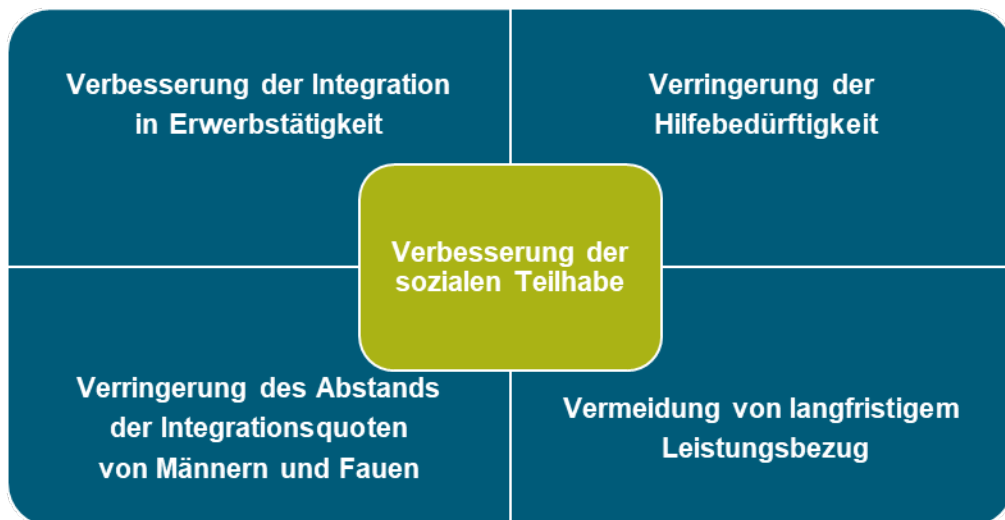 Verbesserung der Integration
in Erwerbstätigkeit
Verringerung der
Hilfebedürftigkeit
Verbesserung der
sozialen Teilhabe
Verringerung des Abstands
der Integrationsquoten
von Männern und Fauen
Vermeidung von langfristigem
Leistungsbezug